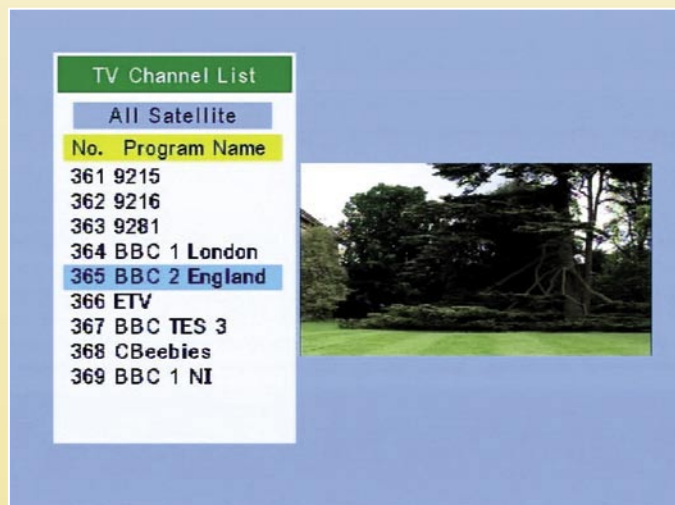 TV Channel List
All Satellite
No. Program Name
361 9215
362 9216
363 9281
364 BBC 1 London
365 BBC 2 England
366 ETV
367 BBC TES 3
368 CBeebies
369 BBC 1 NI